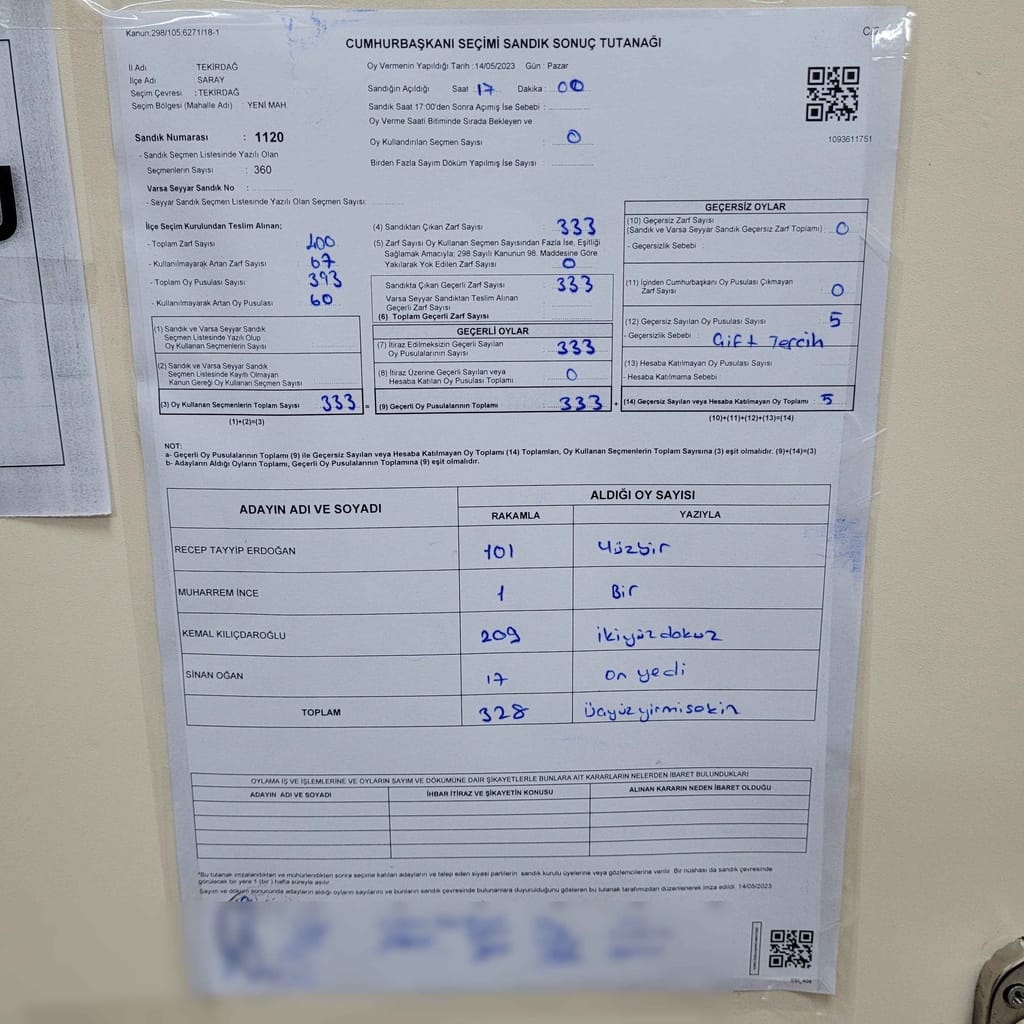 Kanun.298/105,6271/18-1
CUMHURBAŞKANI SEÇİMİ SANDIK SONUÇ TUTANAĞI
İl Adı : TEKİRDAĞ
İlçe Adı : SARAY
Seçim Çevresi : TEKİRDAĞ
Seçim Bölgesi (Mahalle Adı) : YENİ MAH.
Sandık Numarası : 1120
- Sandık Seçmen Listesinde Yazılı Olan
Seçmenlerin Sayısı : 360
Varsa Seyyar Sandık No :
- Seyyar Sandık Seçmen Listesinde Yazılı Olan Seçmen Sayısı:
Oy Vermenin Yapıldığı Tarih :14/05/2023 Gün : Pazar
Sandığın Açıldığı Saat : 17 Dakika : 00
Sandık Saat 17:00'den Sonra Açımış İse Sebebi :
Oy Verme Saati Bitiminde Sırada Bekleyen ve
Oy Kullandırılan Seçmen Sayısı : 0
Birden Fazla Sayım Döküm Yapılmış İse Sayısı :
1093611751
İlçe Seçim Kurulundan Teslim Alınan;
- Toplam Zarf Sayısı 400
- Kullanılmayarak Artan Zarf Sayısı 67
- Toplam Oy Pusulası Sayısı 393
- Kullanılmayarak Artan Oy Pusulası 60
(1) Sandık ve Varsa Seyyar Sandık
Seçmen Listesinde Yazılı Olup
Oy Kullanan Seçmenlerin Sayısı
(2) Sandık ve Varsa Seyyar Sandık
Seçmen Listesinde Kayıtlı Olmayan
Kanun Gereği Oy Kullanan Seçmen Sayısı
(3) Oy Kullanan Seçmenlerin Toplam Sayısı 333 =
(1)+(2)=(3)
(4) Sandıktan Çıkan Zarf Sayısı 333
(5) Zarf Sayısı Oy Kullanan Seçmen Sayısından Fazla İse, Eşitliği
Sağlamak Amacıyla; 298 Sayılı Kanunun 98. Maddesine Göre
Yakılarak Yok Edilen Zarf Sayısı 0
Sandıkta Çıkan Geçerli Zarf Sayısı : 333
Varsa Seyyar Sandıktan Teslim Alınan
Geçerli Zarf Sayısı :
(6) Toplam Geçerli Zarf Sayısı :
GEÇERLİ OYLAR
(7) İtiraz Edilmeksizin Geçerli Sayılan
Oy Pusulalarının Sayısı : 333
(8) İtiraz Üzerine Geçerli Sayılan veya
Hesaba Katılan Oy Pusulası Toplamı : 0
(9) Geçerli Oy Pusulalarının Toplamı : 333 +
GEÇERSİZ OYLAR
(10) Geçersiz Zarf Sayısı
(Sandık ve Varsa Seyyar Sandık Geçersiz Zarf Toplamı) 0
- Geçersizlik Sebebi :
(11) İçinden Cumhurbaşkanı Oy Pusulası Çıkmayan
Zarf Sayısı 0
(12) Geçersiz Sayılan Oy Pusulası Sayısı : 5
- Geçersizlik Sebebi : Gift Tercih
(13) Hesaba Katılmayan Oy Pusulası Sayısı :
- Hesaba Katılmama Sebebi :
(14) Geçersiz Sayılan veya Hesaba Katılmayan Oy Toplamı : 5
(10)+(11)+(12)+(13)=(14)
NOT:
a- Geçerli Oy Pusulalarının Toplamı (9) ile Geçersiz Sayılan veya Hesaba Katılmayan Oy Toplamı (14) Toplamları, Oy Kullanan Seçmenlerin Toplam Sayısına (3) eşit olmalıdır. (9)+(14)=(3)
b- Adayların Aldığı Oyların Toplamı, Geçerli Oy Pusulalarının Toplamına (9) eşit olmalıdır.
ADAYIN ADI VE SOYADI ALDIĞI OY SAYISI
RAKAMLA YAZIYLA
RECEP TAYYİP ERDOĞAN 101 Yüzbir
MUHARREM İNCE 1 Bir
KEMAL KILIÇDAROĞLU 209 ikiyüzdokuz
SİNAN OĞAN 17 on yedi
TOPLAM 328 üçyüzyirmisekiz
OYLAMA İŞ VE İŞLEMLERİNE VE OYLARIN SAYIM VE DÖKÜMÜNE DAİR ŞİKAYETLERLE BUNLARA AİT KARARLARIN NELERDEN İBARET BULUNDUKLARI
ADAYIN ADI VE SOYADI İHBAR İTİRAZ VE ŞİKAYETİN KONUSU ALINAN KARARIN NEDEN İBARET OLDUĞU
*Bu tutanak imzalandıktan ve mühürlendikten sonra seçime katılan adayların ve talep eden siyasi partilerin sandık kurulu üyelerine veya gözlemcilerine verilir. Bir nüshası da sandık çevresinde
görülecek bir yere 1 (bir) hafta süreyle asılır.
Sayım ve döküm sonucunda adayların aldığı oyların sayılarını ve bunların sandık çevresinde bulunanlara duyurulduğunu gösteren bu tutanak tarafımızdan düzenlenerek imza edildi. 14/05/2023